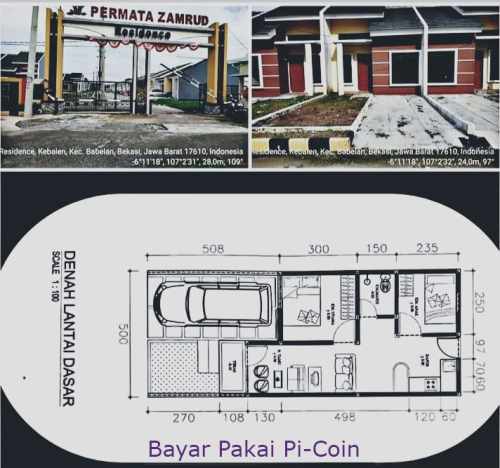 PERMATA ZAMRUD
Residence
Residence, Kebalen, Kec. Babelan, Bekasi, Jawa Barat 17610, Indonesia
-6°11'18", 107°2'31", 28,0m, 109°
Residence, Kebalen, Kec. Babelan, Bekasi, Jawa Barat 17610, Indonesia
-6°11'18", 107°2'32", 24,0m, 97°
DENAH LANTAI DASAR
SCALE 1:100
508 300 150 235
500
250
97
70
60
270 108 130 498 120 60
Bayar Pakai Pi-Coin